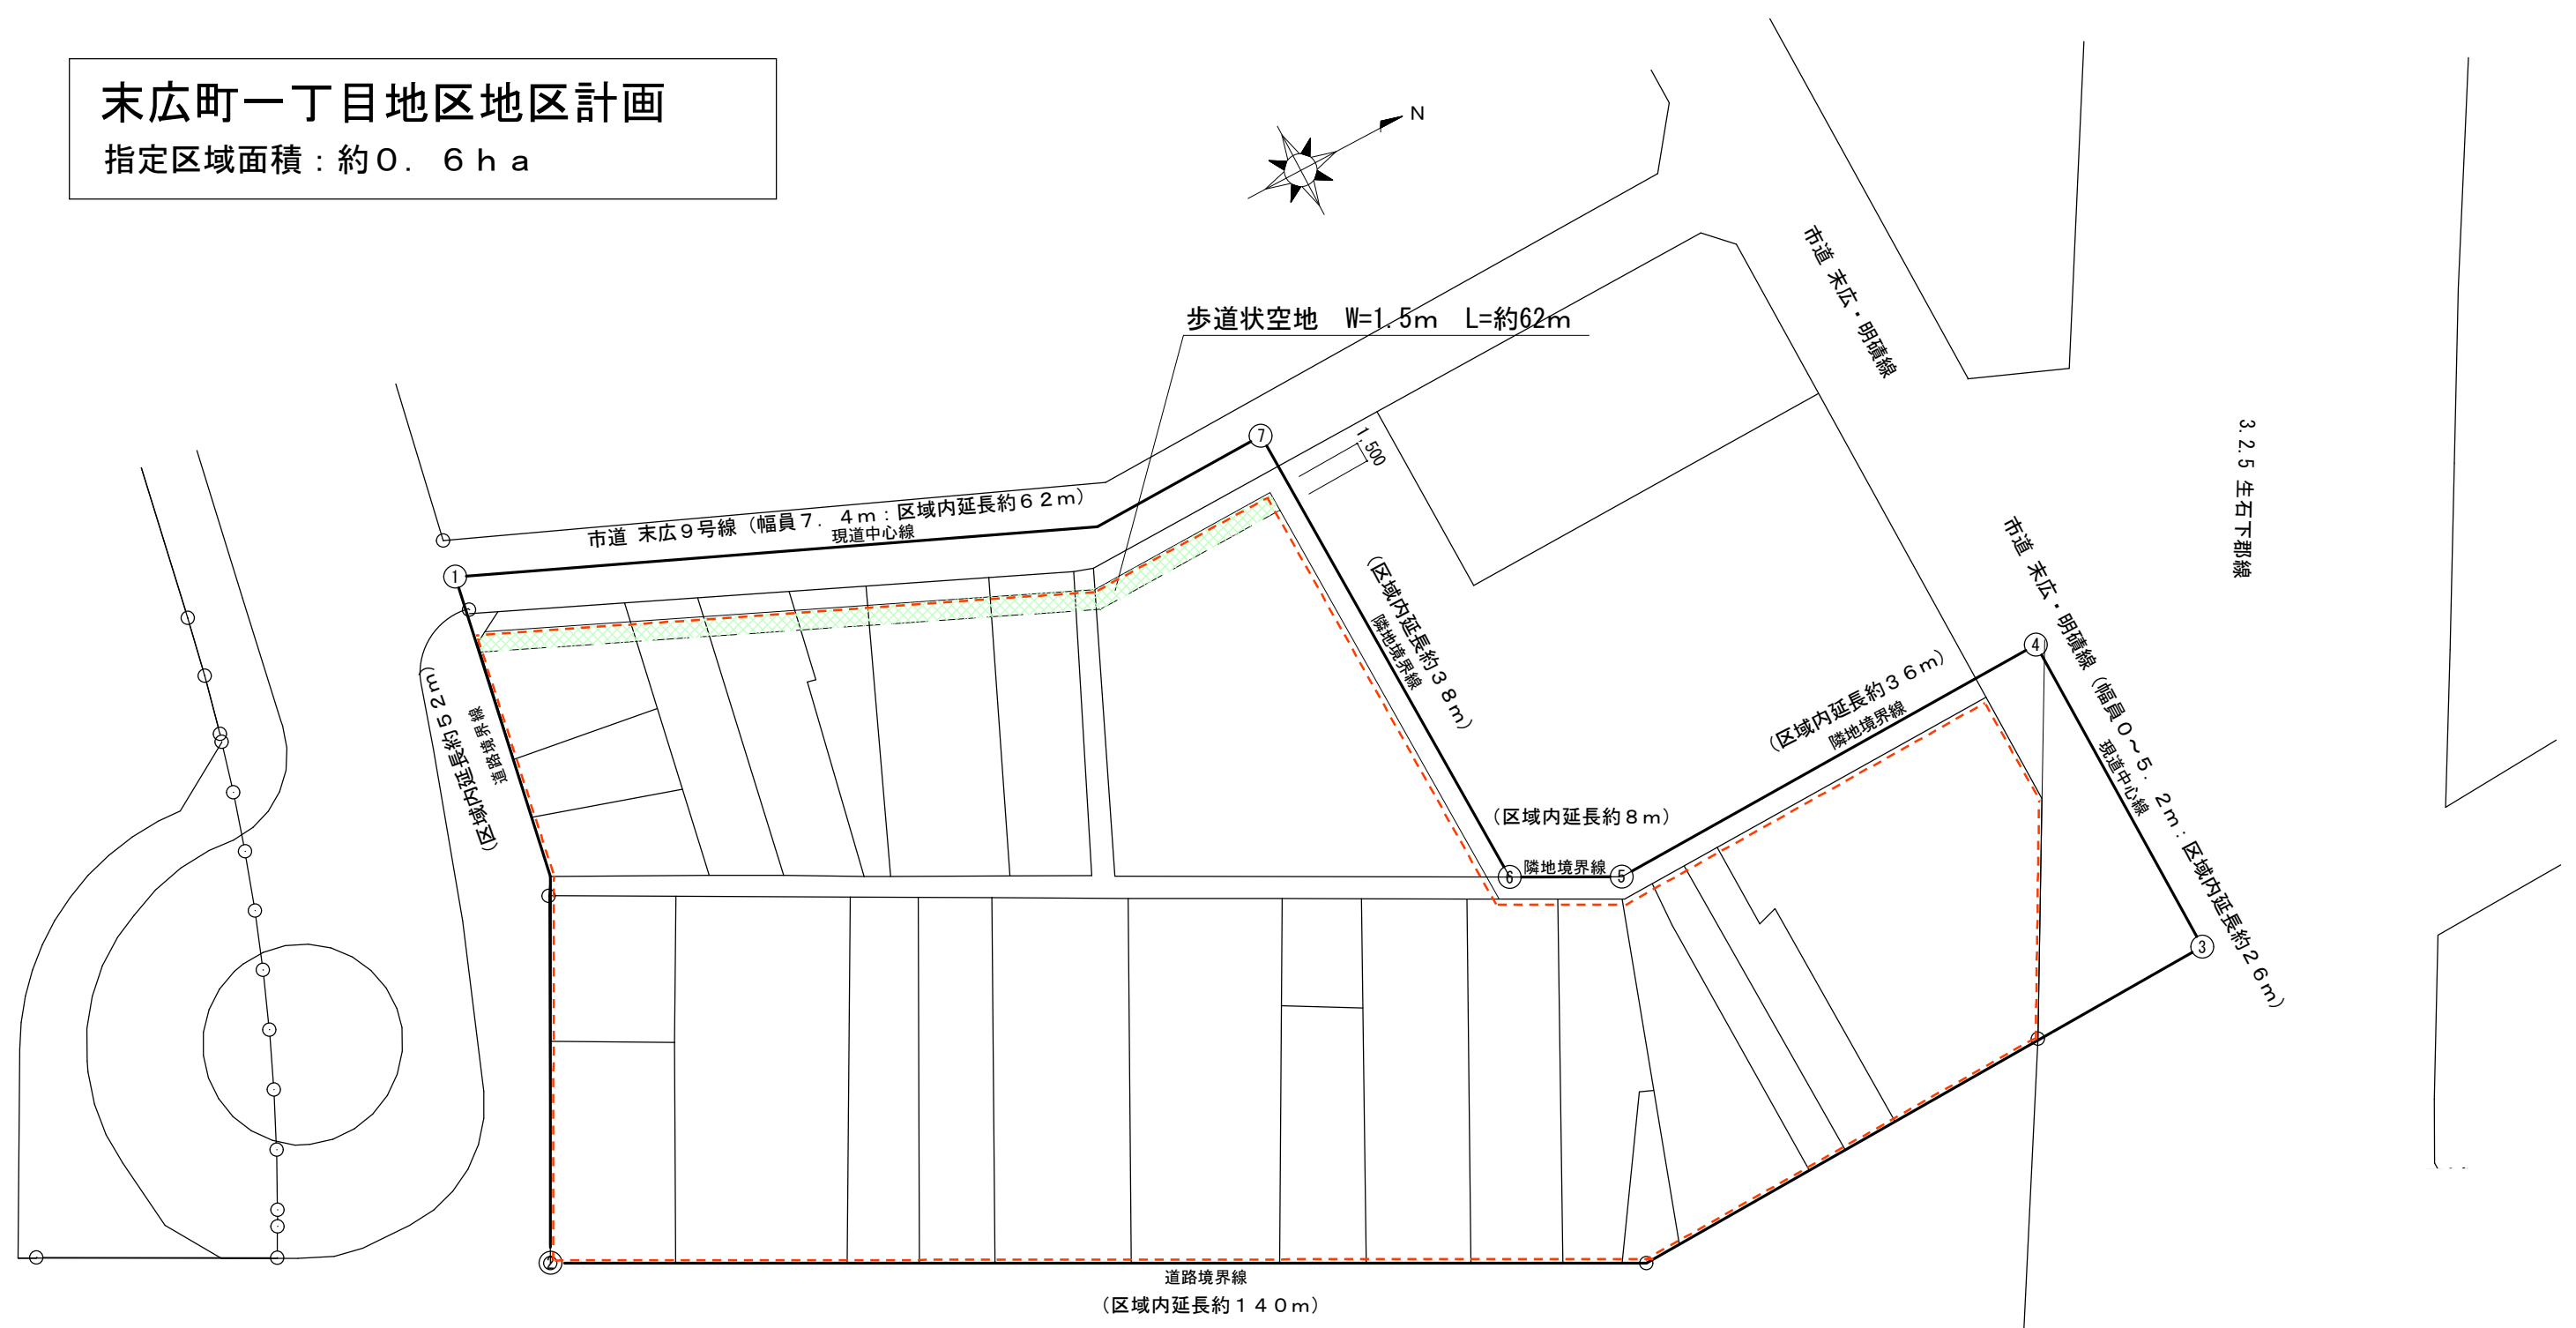 末広町一丁目地区地区計画
指定区域面積：約０．６ｈａ
N
歩道状空地　W=1.5m　L=約62m
市道 末広・明磧線
3.2.5 生石下郡線
7
1,500
市道 末広９号線（幅員７．４ｍ：区域内延長約６２ｍ）
現道中心線
1
（区域内延長約３８ｍ）
隣地境界線
市道 末広・明磧線（幅員０～５．２ｍ：区域内延長約２６ｍ）
現道中心線
4
（区域内延長約３６ｍ）
隣地境界線
（区域内延長約５２ｍ）
道路境界線
（区域内延長約８ｍ）
隣地境界線
6
5
3
2
道路境界線
（区域内延長約１４０ｍ）